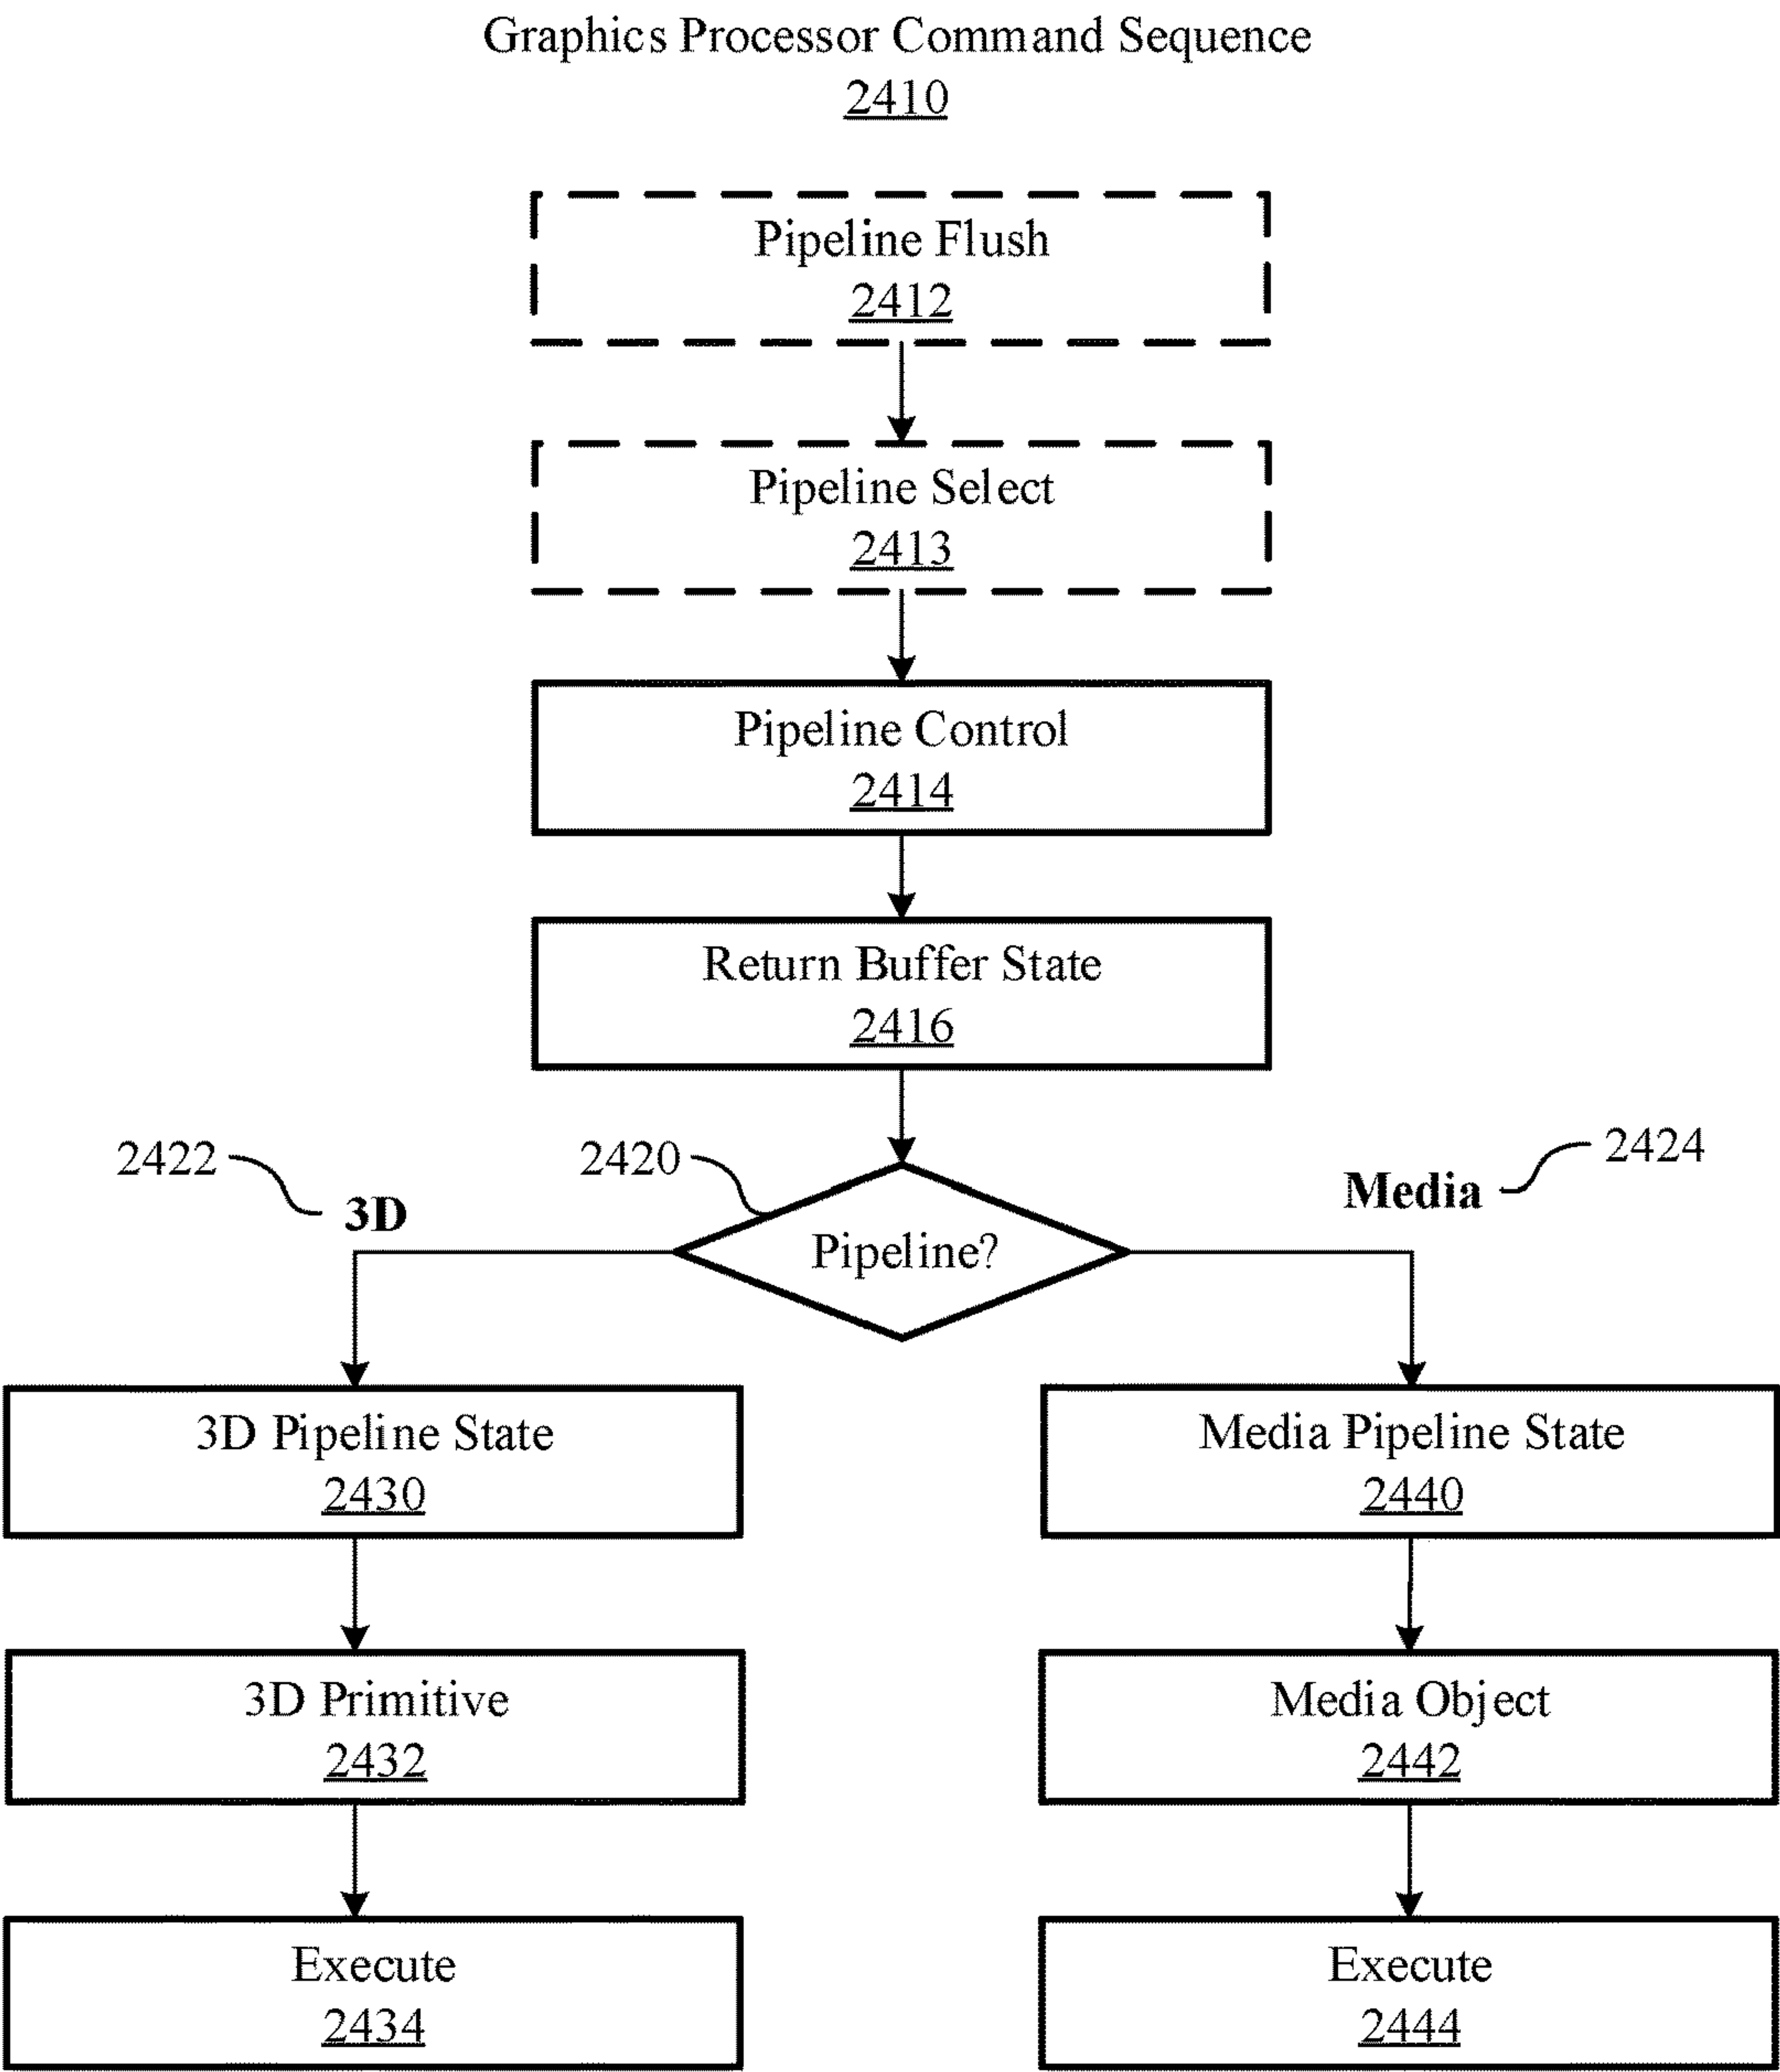 Graphics Processor Command Sequence
2410
Pipeline Flush
2412
Pipeline Select
2413
Pipeline Control
2414
Return Buffer State
2416
2422
3D
2420
Pipeline?
Media
2424
3D Pipeline State
2430
Media Pipeline State
2440
3D Primitive
2432
Media Object
2442
Execute
2434
Execute
2444